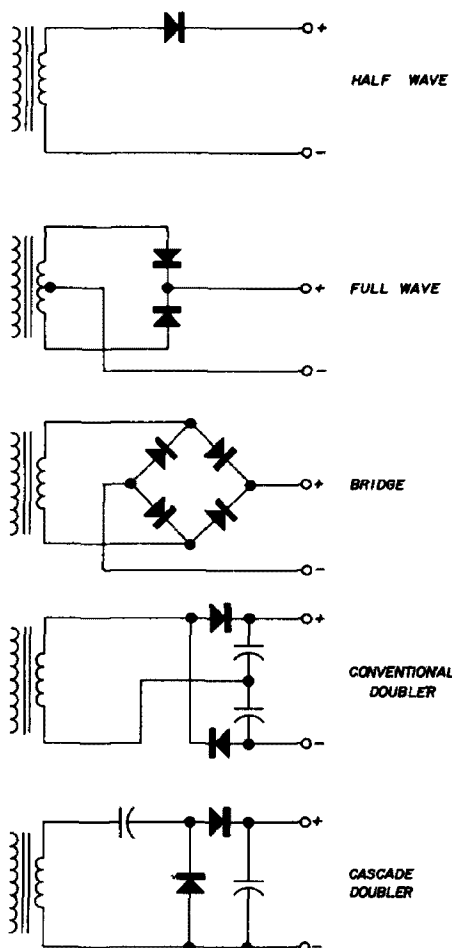 +
HALF WAVE
-
+
FULL WAVE
-
+
BRIDGE
-
+
CONVENTIONAL
DOUBLER
-
+
CASCADE
DOUBLER
-